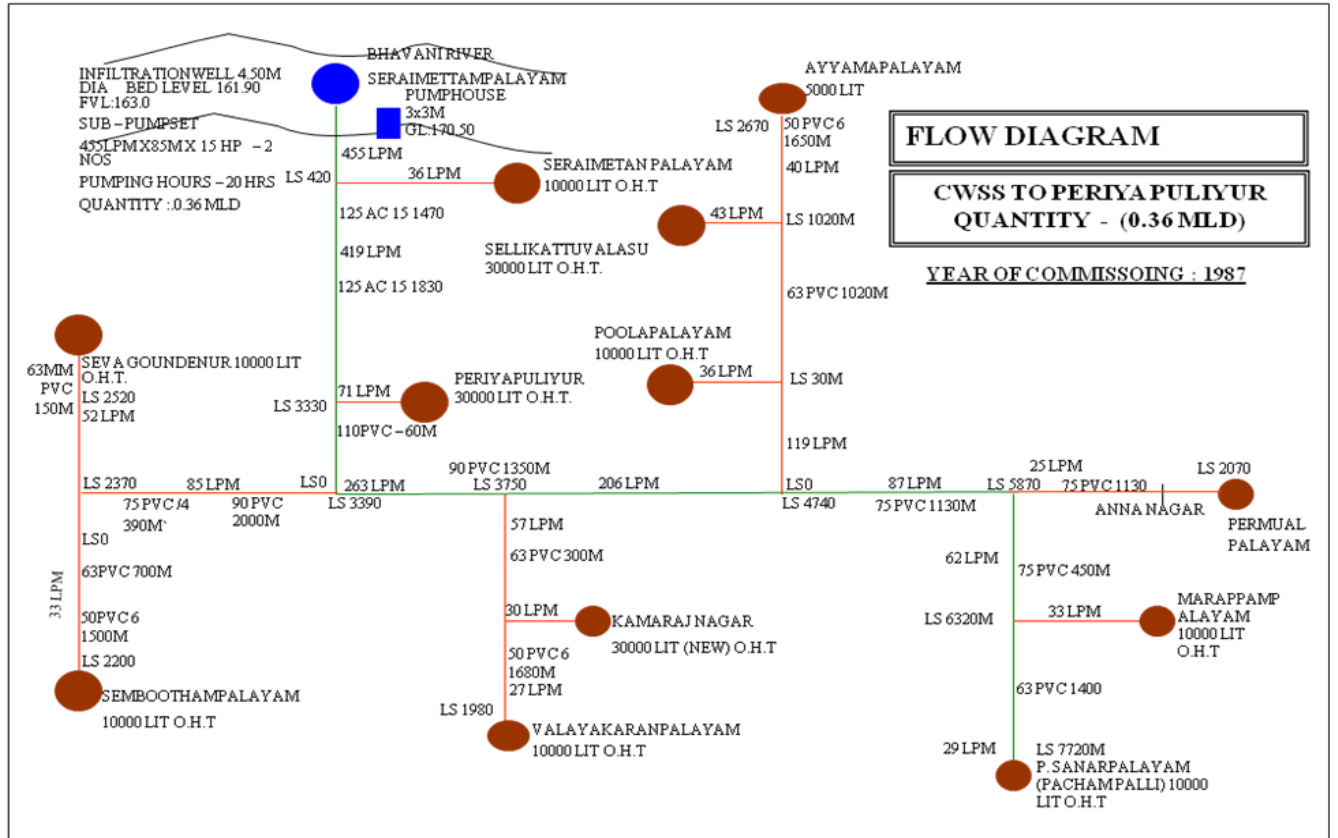 BHAVANI RIVER
INFILTRATIONWELL 4.50M
DIA BED LEVEL 161.90
FVL:163.0
SUB – PUMPSET
455LPM X85M X 15 HP – 2
NOS
PUMPING HOURS – 20 HRS
QUANTITY :.0.36 MLD
SERAIMETTAMPALAYAM
PUMPHOUSE
3x3M
GL:170.50
455 LPM
LS 420
36 LPM
SERAIMETAN PALAYAM
10000 LIT O.H.T
125 AC 15 1470
419 LPM
125 AC 15 1830
AYYAMAPALAYAM
5000 LIT
LS 2670
50 PVC 6
1650M
40 LPM
43 LPM
LS 1020M
SELLIKATTUVALASU
30000 LIT O.H.T.
63 PVC 1020M
FLOW DIAGRAM
CWSS TO PERIYA PULIYUR
QUANTITY - (0.36 MLD)
YEAR OF COMMISSOING : 1987
POOLAPALAYAM
10000 LIT O.H.T
36 LPM
LS 30M
119 LPM
SEVA GOUNDENUR 10000 LIT
O.H.T.
63MM
PVC
150M
LS 2520
52 LPM
71 LPM
PERIYAPULIYUR
30000 LIT O.H.T.
LS 3330
110PVC – 60M
LS 2370
85 LPM
LS0
75 PVC /4
390M`
90 PVC
2000M
263 LPM
LS 3390
90 PVC 1350M
LS 3750
206 LPM
LS0
LS 4740
87 LPM
75 PVC 1130M
LS 5870
25 LPM
75 PVC 1130
LS 2070
ANNA NAGAR
PERMUAL
PALAYAM
LS0
63PVC 700M
33 LPM
50PVC 6
1500M
LS 2200
SEMBOOTHAMPALAYAM
10000 LIT O.H.T
57 LPM
63 PVC 300M
30 LPM
KAMARAJ NAGAR
30000 LIT (NEW) O.H.T
50 PVC 6
1680M
27 LPM
LS 1980
VALAYAKARANPALAYAM
10000 LIT O.H.T
62 LPM
75 PVC 450M
LS 6320M
33 LPM
MARAPPAMP
ALAYAM
10000 LIT
O.H.T
63 PVC 1400
29 LPM
LS 7720M
P. SANARPALAYAM
(PACHAMPALLI) 10000
LIT O.H.T